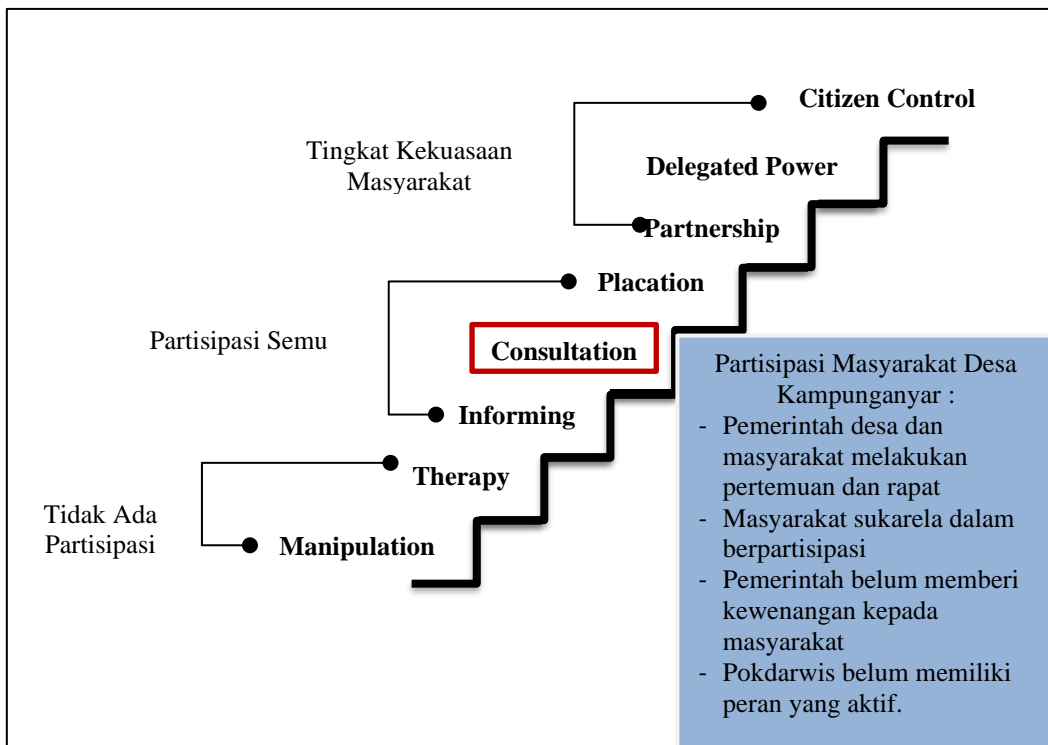 Citizen Control
Tingkat Kekuasaan
Masyarakat
Delegated Power
Partnership
Placation
Partisipasi Semu
Consultation
Informing
Therapy
Tidak Ada
Partisipasi
Manipulation
Partisipasi Masyarakat Desa
Kampunganyar :
- Pemerintah desa dan
masyarakat melakukan
pertemuan dan rapat
- Masyarakat sukarela dalam
berpartisipasi
- Pemerintah belum memberi
kewenangan kepada
masyarakat
- Pokdarwis belum memiliki
peran yang aktif.